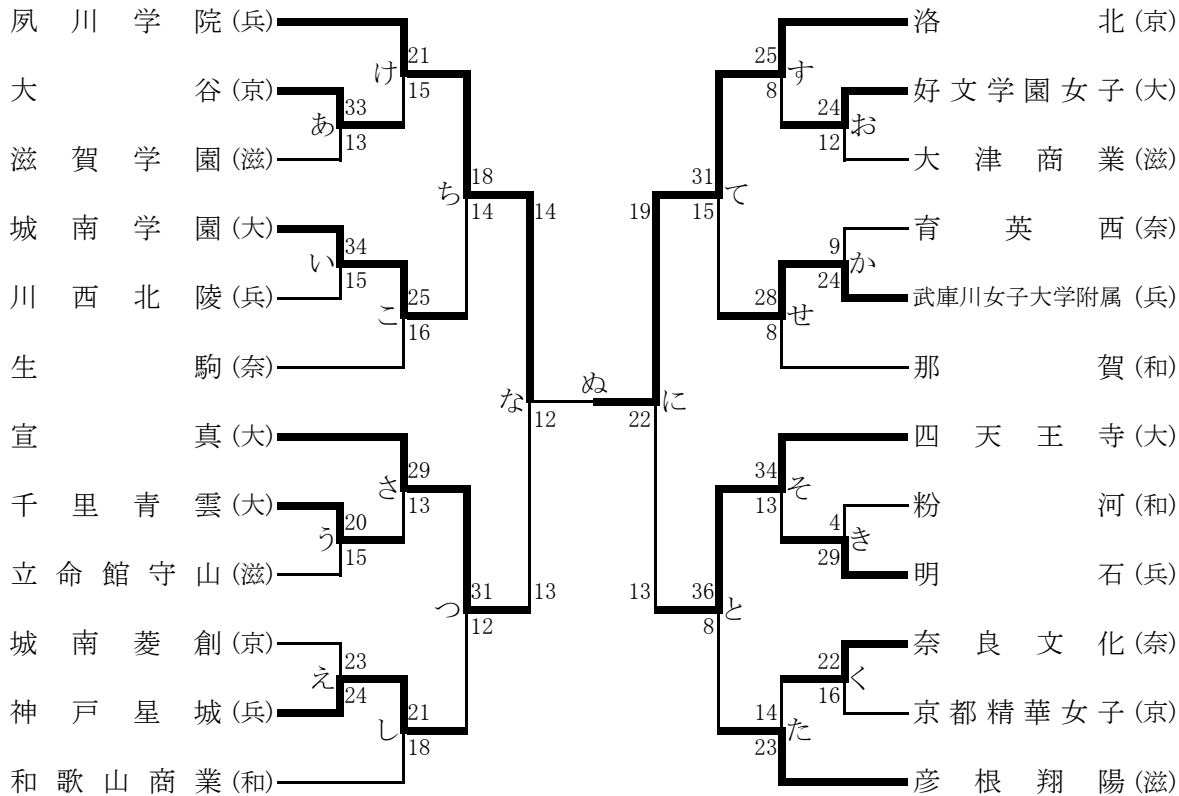 夙川学院(兵)
大谷(京)
滋賀学園(滋)
城南学園(大)
川西北陵(兵)
生駒(奈)
宣真(大)
千里青雲(大)
立命館守山(滋)
城南菱創(京)
神戸星城(兵)
和歌山商業(和)
け 21 15
あ 33 13
ち 18 14
い 34 15
こ 25 16
な 14 13
さ 29 13
う 20 15
つ 31 12
え 23 24
し 21 18
ぬ 12 22
に 19 13
す 25 8
お 24 12
て 31 15
か 9 24
せ 28 8
そ 34 13
き 4 29
と 36 8
く 22 16
た 14 23
洛北(京)
好文学園女子(大)
大津商業(滋)
育英西(奈)
武庫川女子大学附属(兵)
那賀(和)
四天王寺(大)
粉河(和)
明石(兵)
奈良文化(奈)
京都精華女子(京)
彦根翔陽(滋)